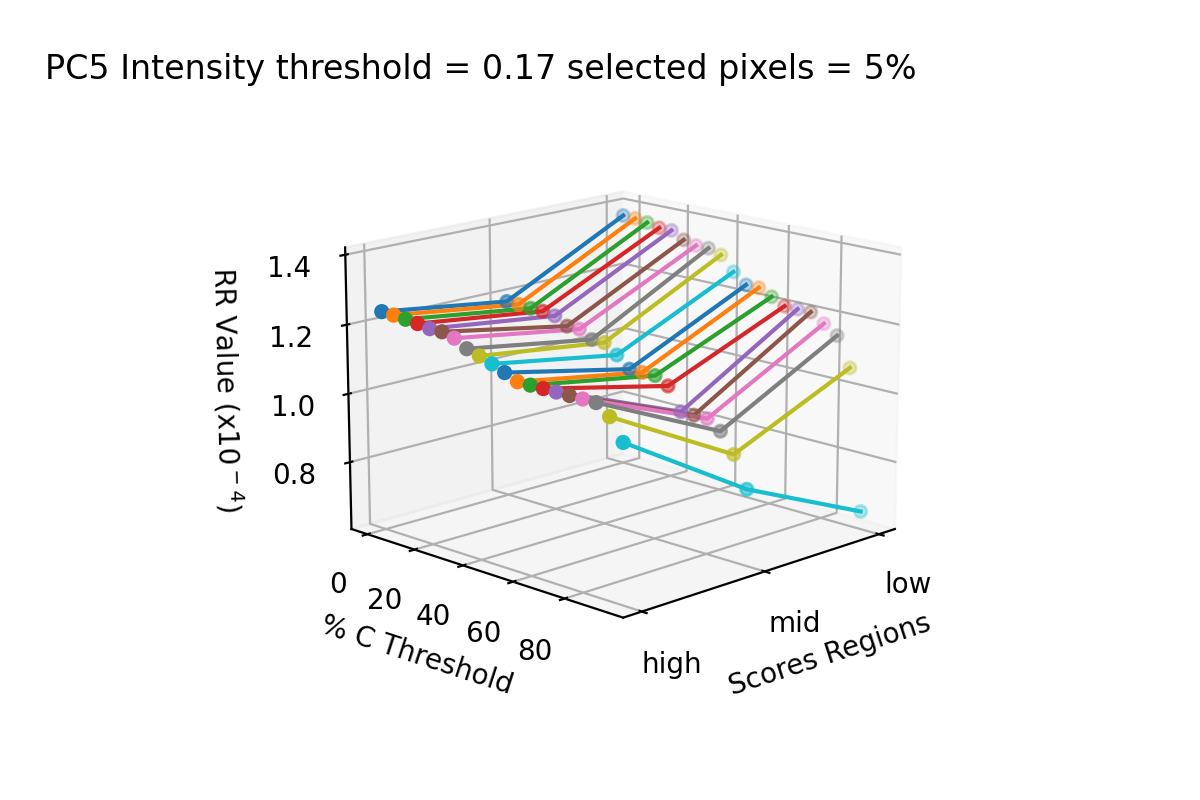 PC5 Intensity threshold = 0.17 selected pixels = 5%
RR Value (x10⁻⁴)
1.4
1.2
1.0
0.8
0
20
40
60
80
% C Threshold
high
mid
low
Scores Regions